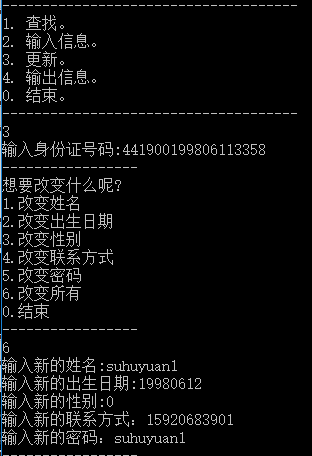 ----------------------------------
1. 查找。
2. 输入信息。
3. 更新。
4. 输出信息。
0. 结束。
----------------------------------
3
输入身份证号码:441900199806113358
-----------------
想要改变什么呢?
1.改变姓名
2.改变出生日期
3.改变性别
4.改变联系方式
5.改变密码
6.改变所有
0.结束
-----------------
6
输入新的姓名:suhuyuan1
输入新的出生日期:19980612
输入新的性别:0
输入新的联系方式: 15920683901
输入新的密码: suhuyuan1
-----------------